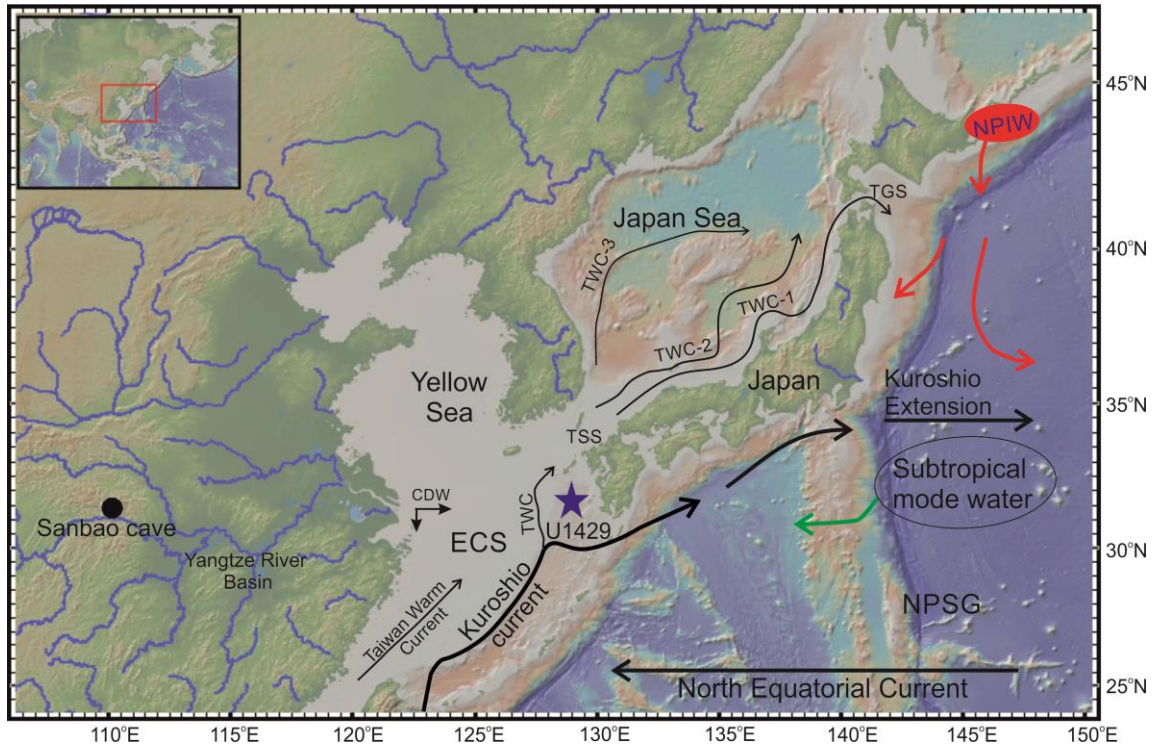 45°N
NPIW
TGS
Japan Sea
40°N
TWC-3
TWC-1
TWC-2
Yellow
Sea
Japan
Kuroshio
Extension
35°N
TSS
Subtropical
mode water
CDW
TWC
Sanbao cave
ECS
U1429
30°N
Yangtze River
Basin
Kuroshio
current
Taiwan Warm
Current
NPSG
North Equatorial Current
25°N
110°E
115°E
120°E
125°E
130°E
135°E
140°E
145°E
150°E